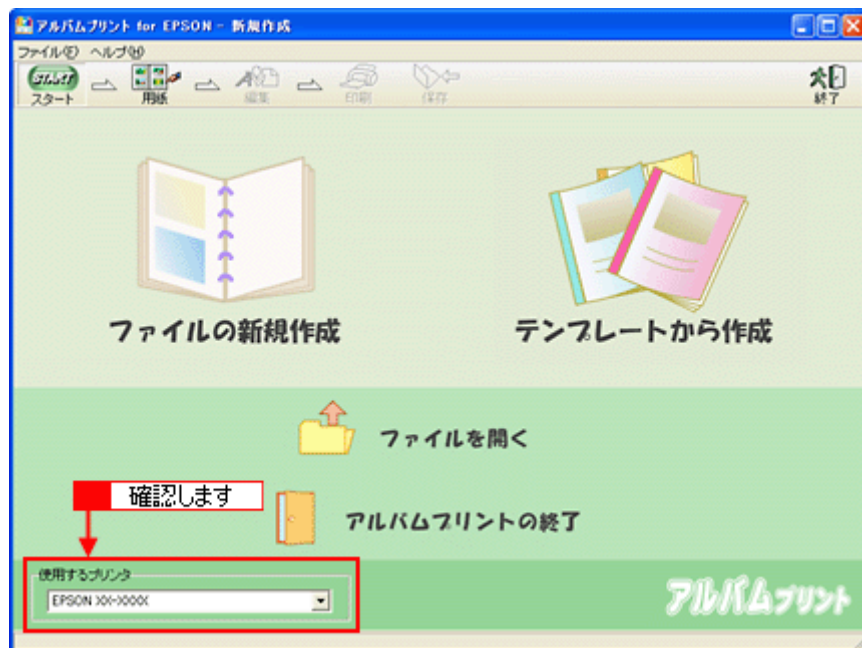 アルバムプリント for EPSON - 新規作成
ファイル(F) ヘルプ(H)
START
スタート 用紙 編集 印刷 保存 終了
ファイルの新規作成 テンプレートから作成
ファイルを開く
確認します
アルバムプリントの終了
使用するプリンタ
EPSON XX-XXXX
アルバムプリント